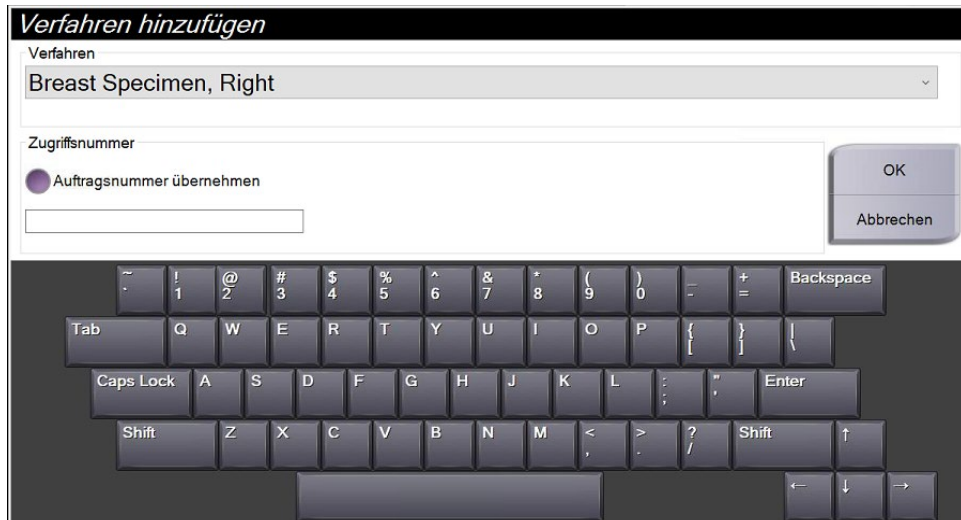 Verfahren hinzufügen
Verfahren
Breast Specimen, Right
Zugriffsnummer
Auftragsnummer übernehmen
OK
Abbrechen
~ ! @ # $ % ^ & * ( ) _ + Backspace
` 1 2 3 4 5 6 7 8 9 0 - =
Tab Q W E R T Y U I O P { } |
[ ] \
Caps Lock A S D F G H J K L : " Enter
; '
Shift Z X C V B N M < > ? Shift ↑
, . /
← ↓ →